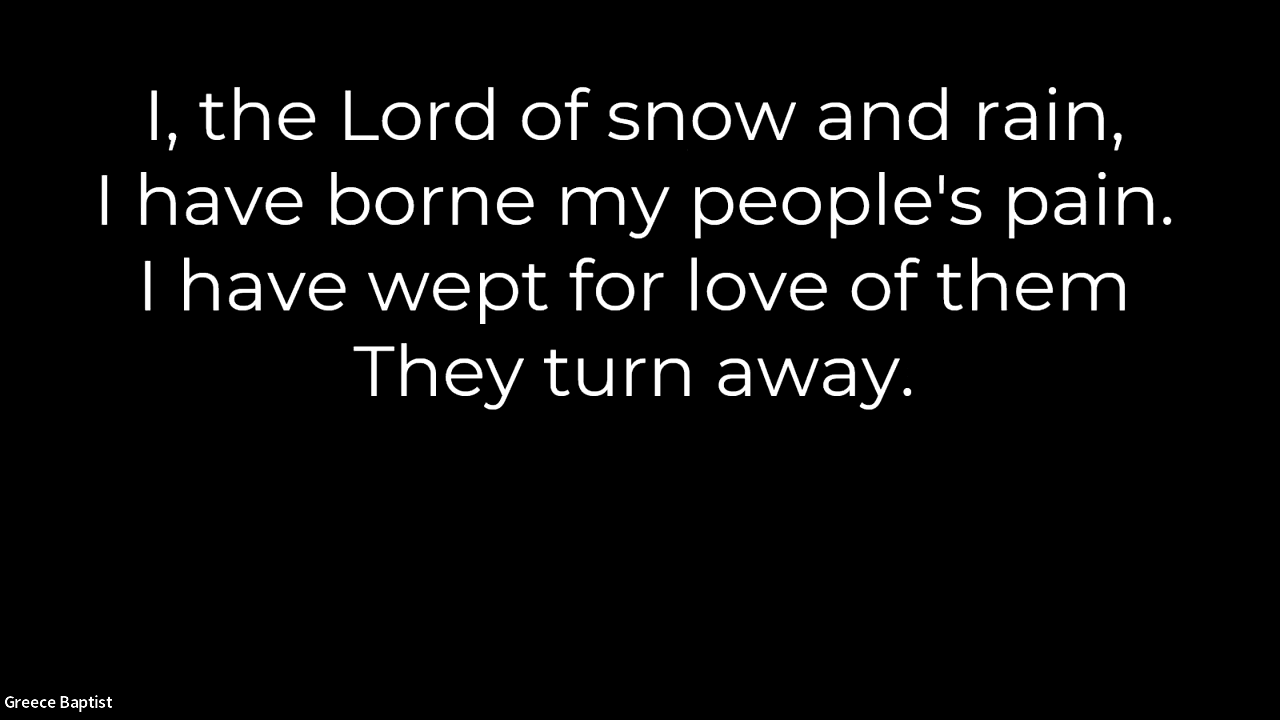 I, the Lord of snow and rain,
I have borne my people's pain.
I have wept for love of them
They turn away.
Greece Baptist